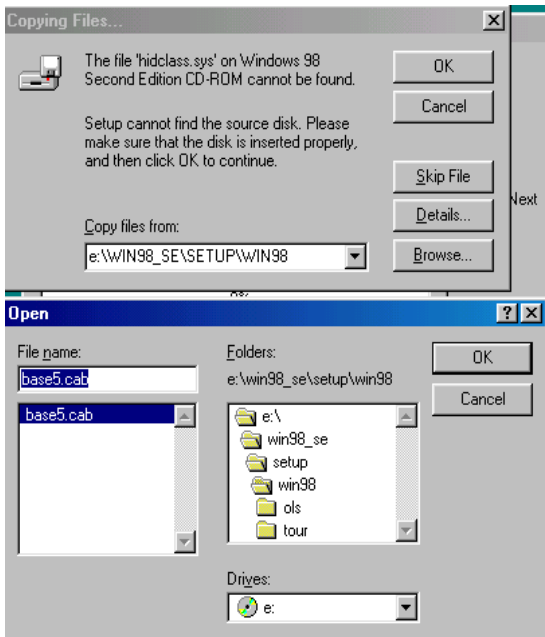 Copying Files...
The file 'hidclass.sys' on Windows 98
Second Edition CD-ROM cannot be found.
OK
Cancel
Setup cannot find the source disk. Please
make sure that the disk is inserted properly,
and then click OK to continue.
Skip File
Next
Details...
Copy files from:
e:\WIN98_SE\SETUP\WIN98
Browse...
Open
File name:
Folders:
OK
base5.cab
e:\win98_se\setup\win98
Cancel
base5.cab
e:\
win98_se
setup
win98
ols
tour
Drives:
e: